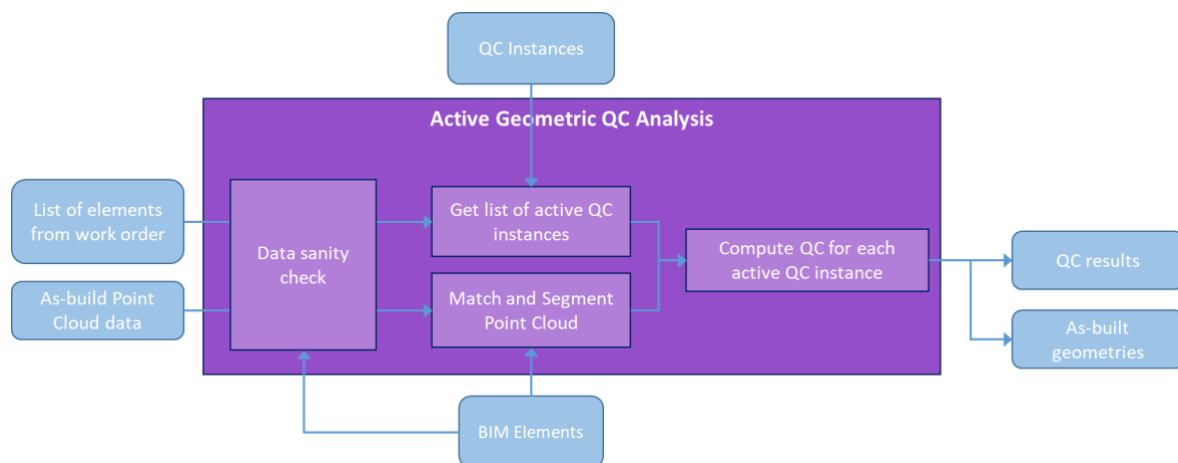 QC Instances
Active Geometric QC Analysis
List of elements
from work order
As-build Point
Cloud data
Data sanity
check
Get list of active QC
instances
Match and Segment
Point Cloud
Compute QC for each
active QC instance
QC results
As-built
geometries
BIM Elements